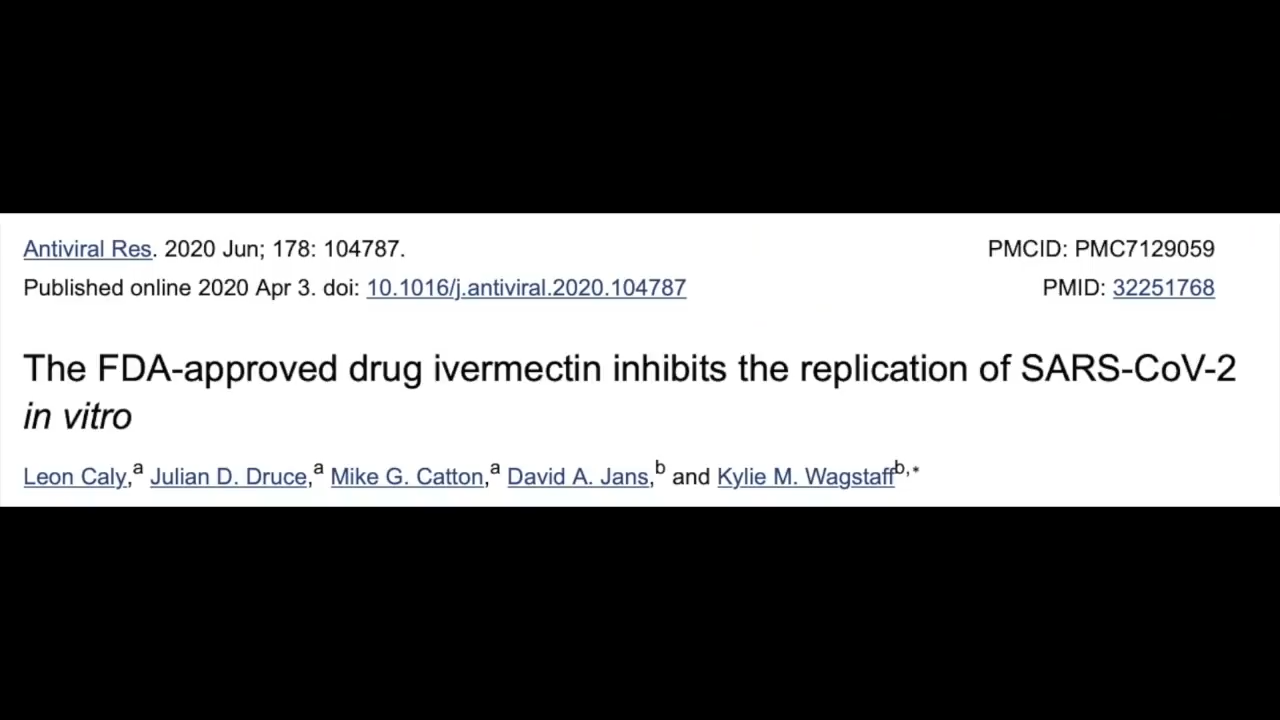 Antiviral Res. 2020 Jun; 178: 104787. PMCID: PMC7129059
Published online 2020 Apr 3. doi: 10.1016/j.antiviral.2020.104787 PMID: 32251768
The FDA-approved drug ivermectin inhibits the replication of SARS-CoV-2
in vitro
Leon Caly,a Julian D. Druce,a Mike G. Catton,a David A. Jans,b and Kylie M. Wagstaffb,*